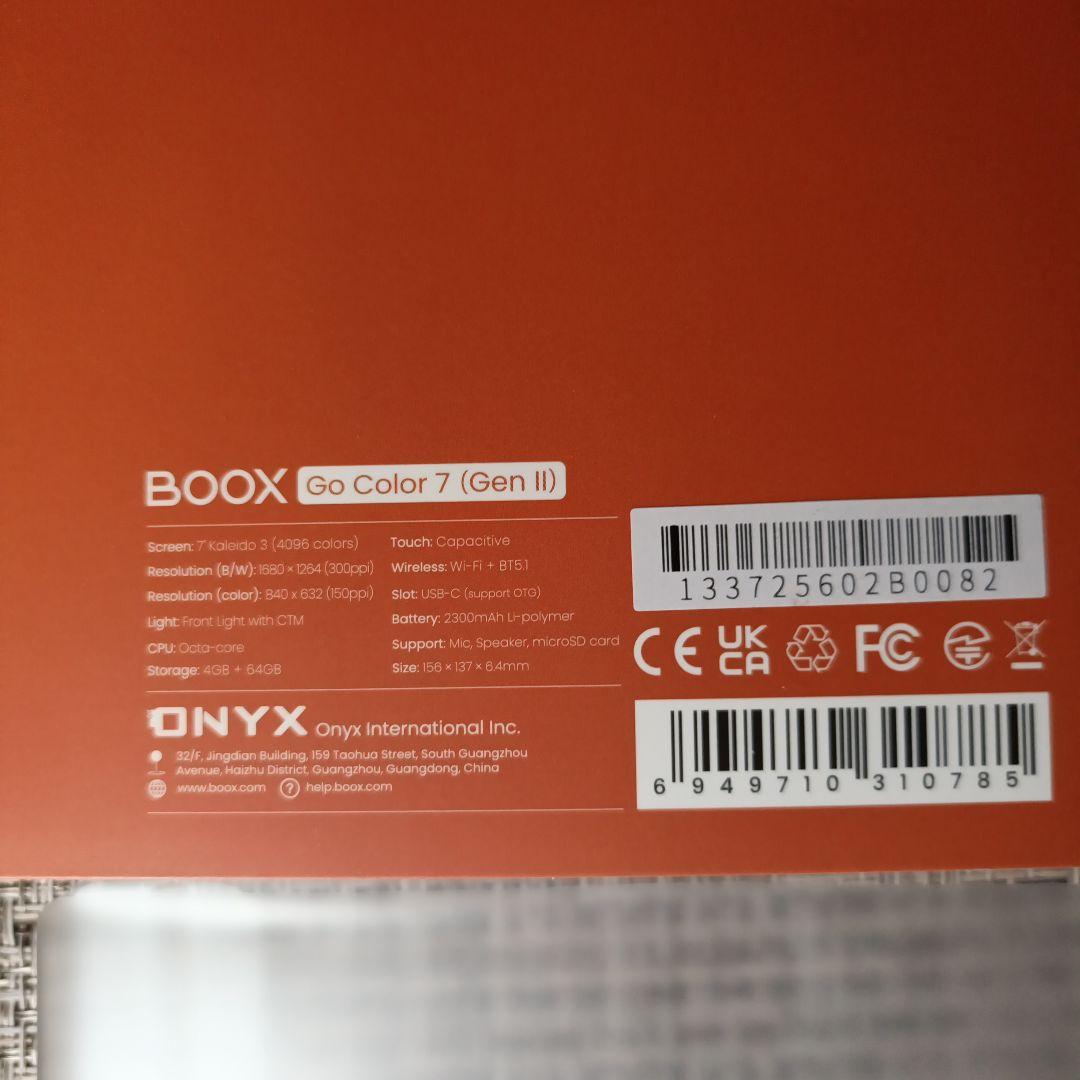 BOOX Go Color 7 (Gen II)
Screen: 7" Kaleido 3 (4096 colors)
Resolution (B/W): 1680 × 1264 (300ppi)
Resolution (color): 840 x 632 (150ppi)
Light: Front Light with CTM
CPU: Octa-core
Storage: 4GB + 64GB
Touch: Capacitive
Wireless: Wi-Fi + BT5.1
Slot: USB-C (support OTG)
Battery: 2300mAh Li-polymer
Support: Mic, Speaker, microSD card
Size: 156 × 137 × 6.4mm
ONYX Onyx International Inc.
32/F, Jingdian Building, 159 Taohua Street, South Guangzhou
Avenue, Haizhu District, Guangzhou, Guangdong, China
www.boox.com ? help.boox.com
133725602B0082
CE UK CA FC
6 949710 310785